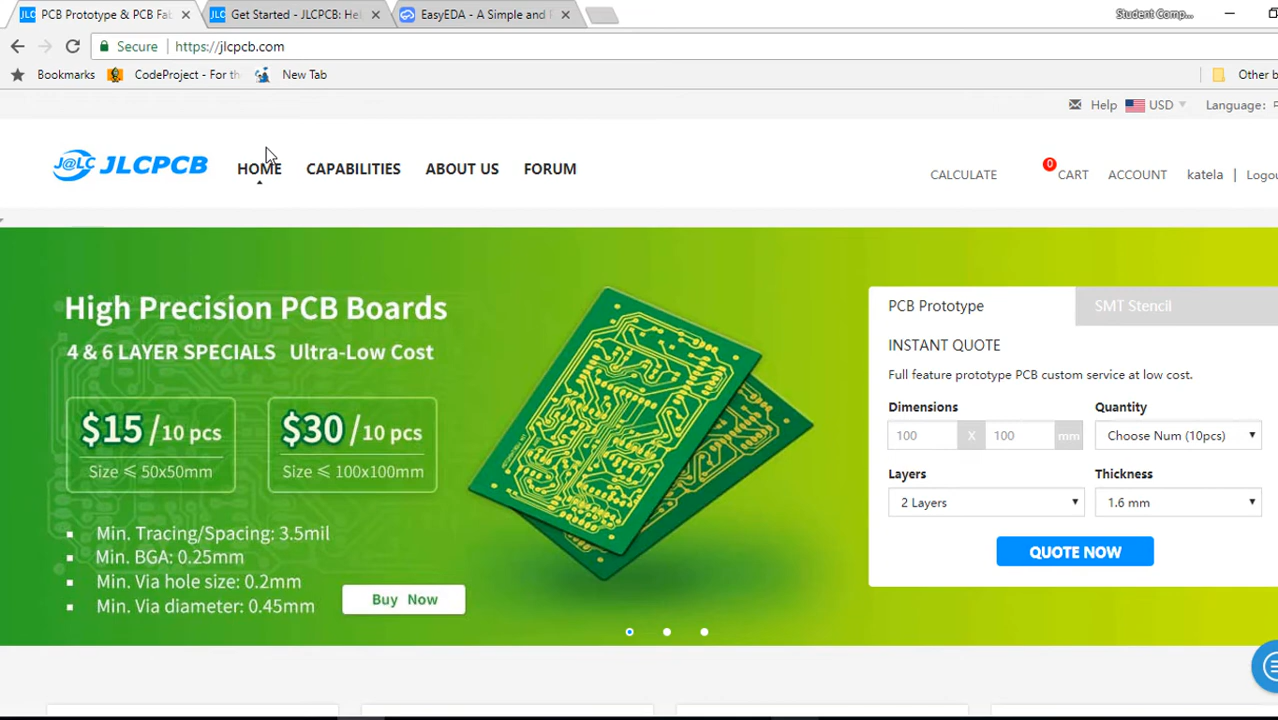 PCB Prototype & PCB Fab
Get Started - JLCPCB: Hel
EasyEDA - A Simple and P
Student Comp...
Secure https://jlcpcb.com
Bookmarks CodeProject - For th New Tab Other b
Help USD Language:
J@LC JLCPCB HOME CAPABILITIES ABOUT US FORUM
CALCULATE 0 CART ACCOUNT katela | Logou
High Precision PCB Boards
4 & 6 LAYER SPECIALS Ultra-Low Cost
$15/10 pcs
Size ≤ 50x50mm
$30/10 pcs
Size ≤ 100x100mm
▪ Min. Tracing/Spacing: 3.5mil
▪ Min. BGA: 0.25mm
▪ Min. Via hole size: 0.2mm
▪ Min. Via diameter: 0.45mm
Buy Now
PCB Prototype SMT Stencil
INSTANT QUOTE
Full feature prototype PCB custom service at low cost.
Dimensions Quantity
100 X 100 mm Choose Num (10pcs)
Layers Thickness
2 Layers 1.6 mm
QUOTE NOW